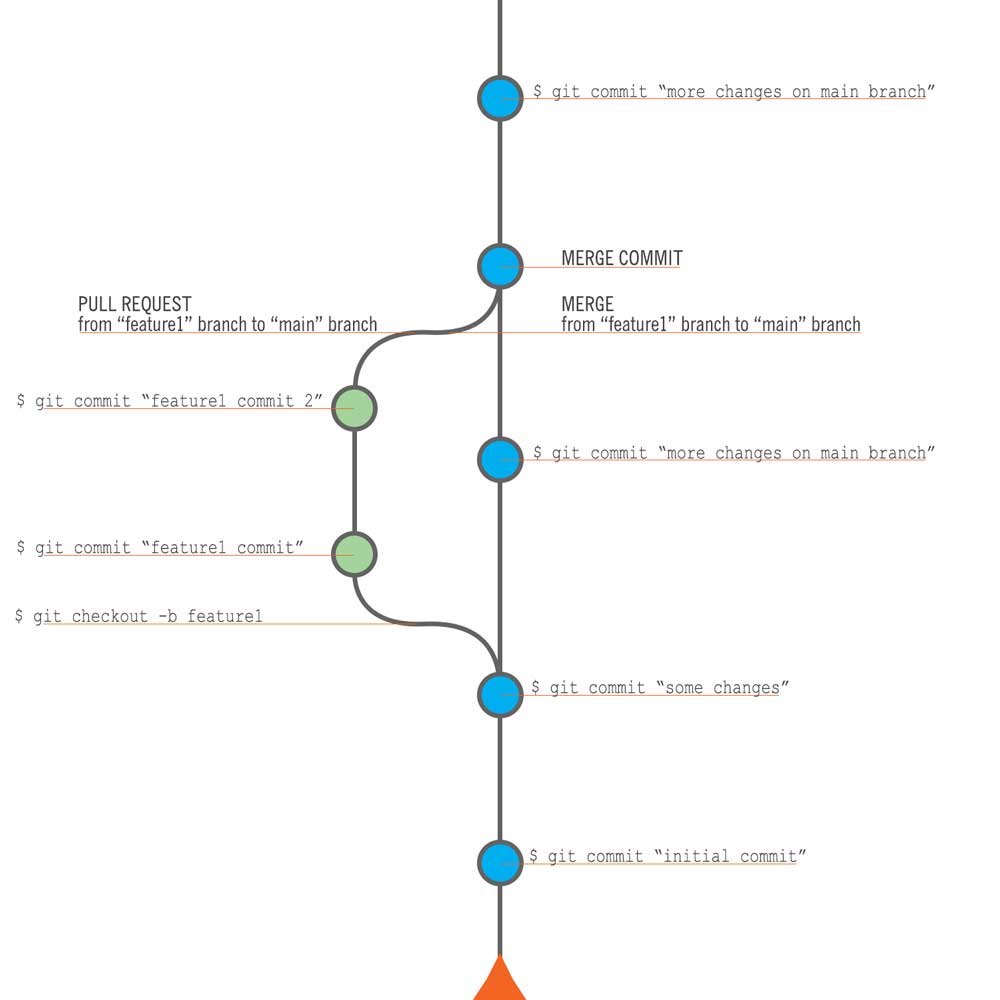 $ git commit “more changes on main branch”
MERGE COMMIT
PULL REQUEST
from “feature1” branch to “main” branch
MERGE
from “feature1” branch to “main” branch
$ git commit “feature1 commit 2”
$ git commit “more changes on main branch”
$ git commit “feature1 commit”
$ git checkout -b feature1
$ git commit “some changes”
$ git commit “initial commit”